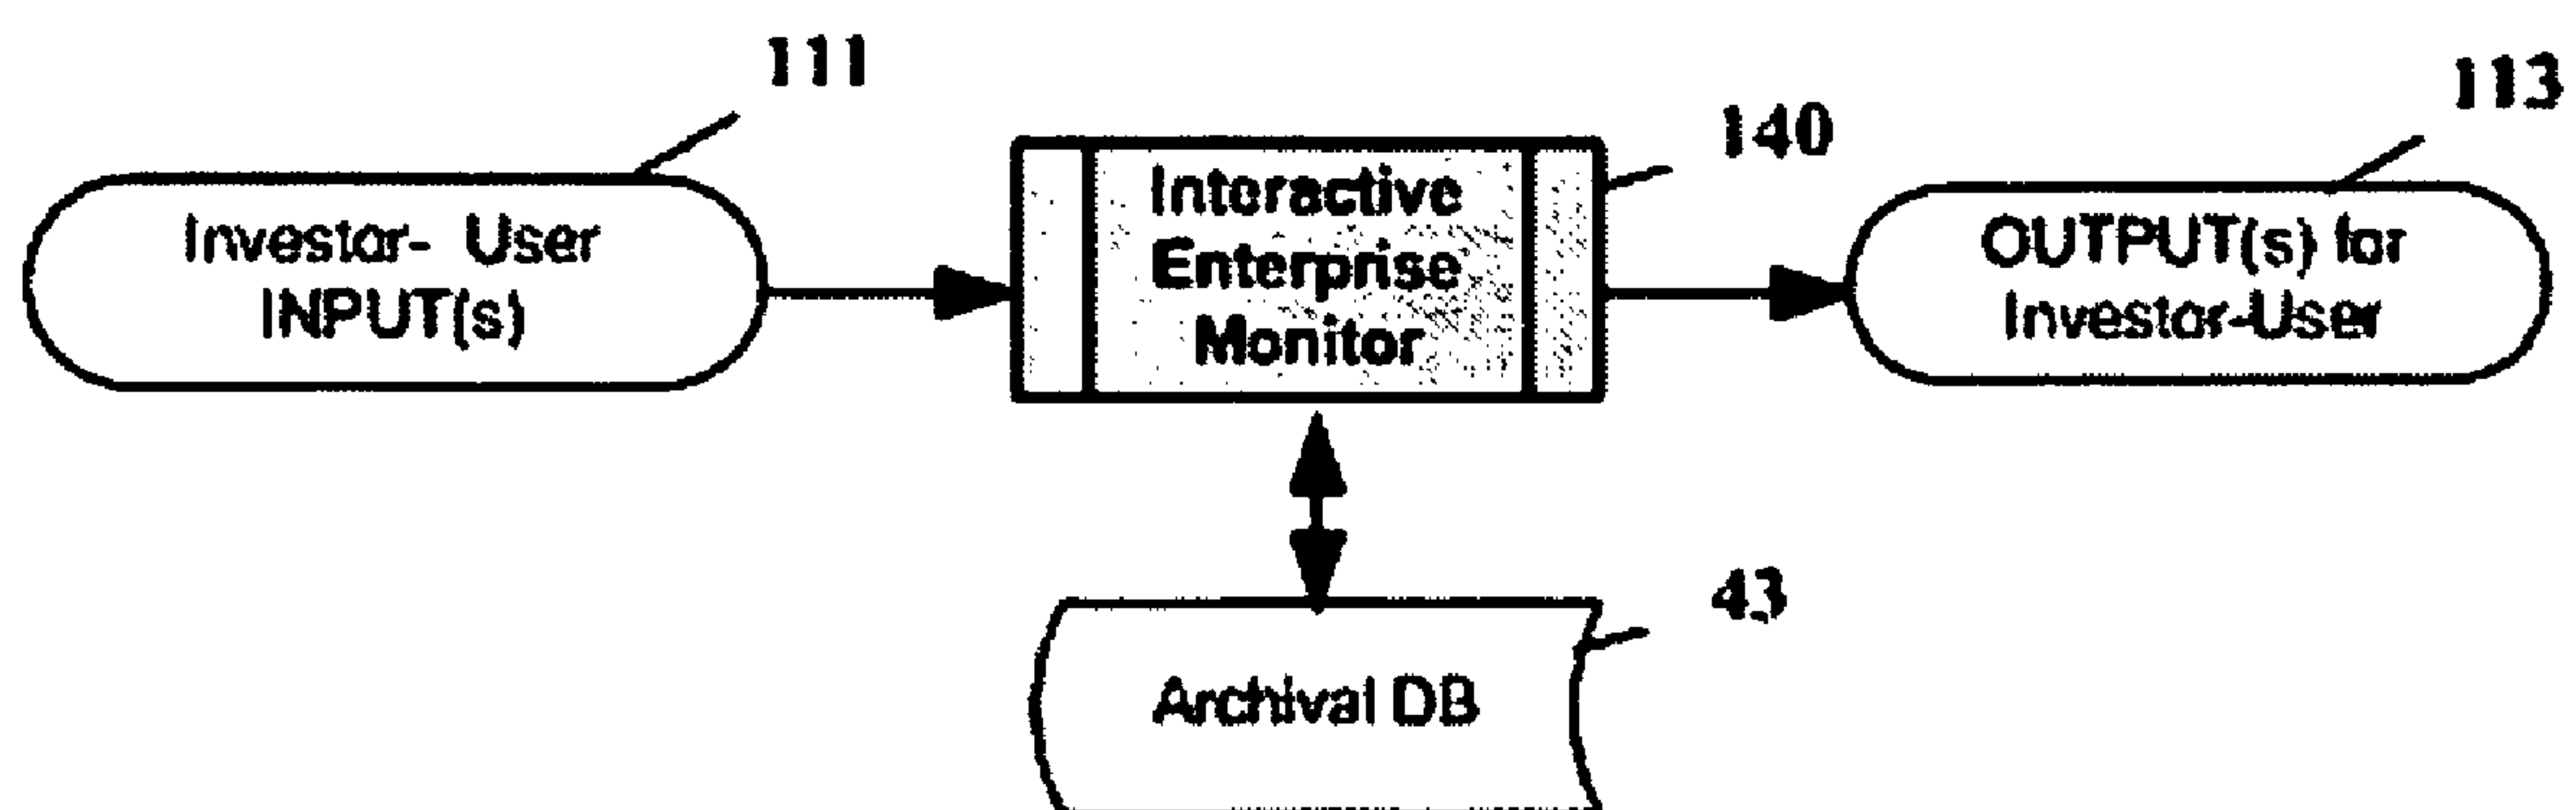 111
Investor- User
INPUT(s)
140
Interactive
Enterprise
Monitor
113
OUTPUT(s) for
Investor-User
43
Archival DB